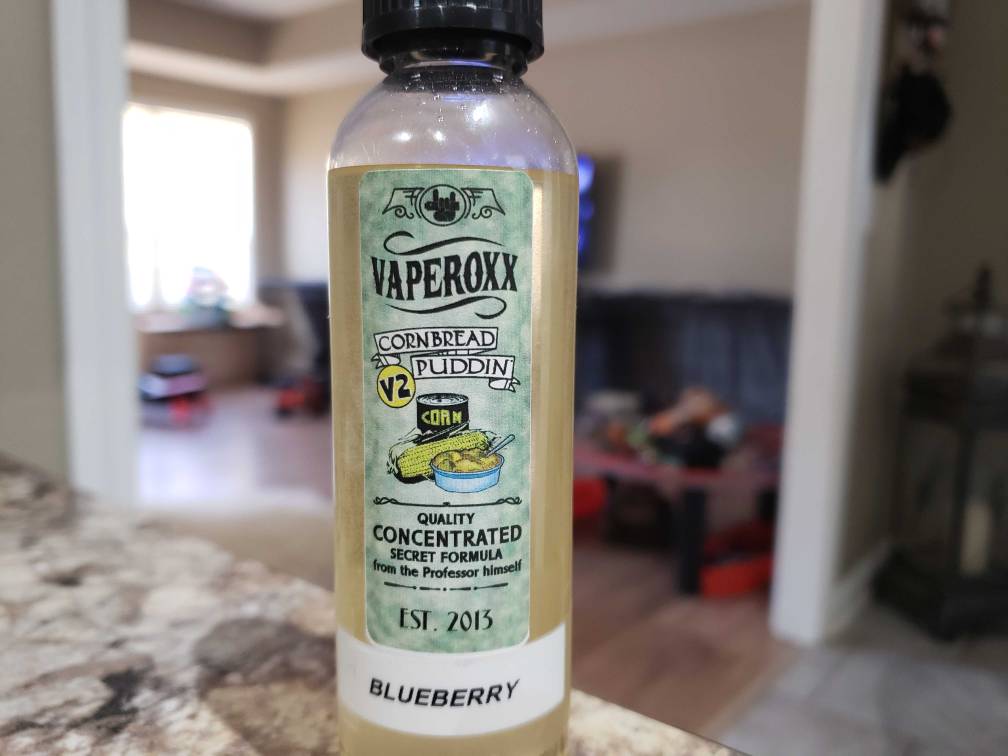 VAPEROXX
CORNBREAD
PUDDIN
V2
CORN
QUALITY
CONCENTRATED
SECRET FORMULA
from the Professor himself
EST. 2013
BLUEBERRY